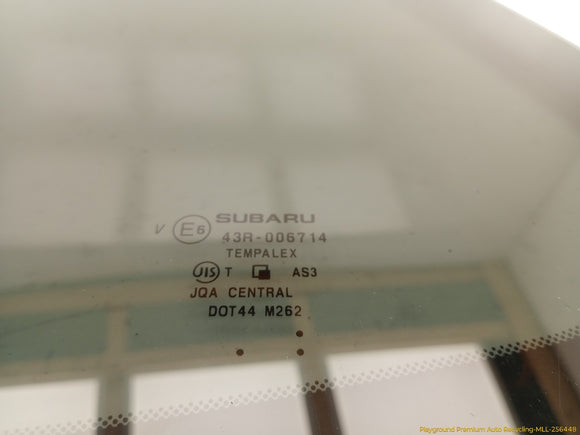 SUBARU
V E6 43R-006714
TEMPALEX
JIS T AS3
JQA CENTRAL
DOT44 M262
Playground Premium Auto Recycling-MLL-256448